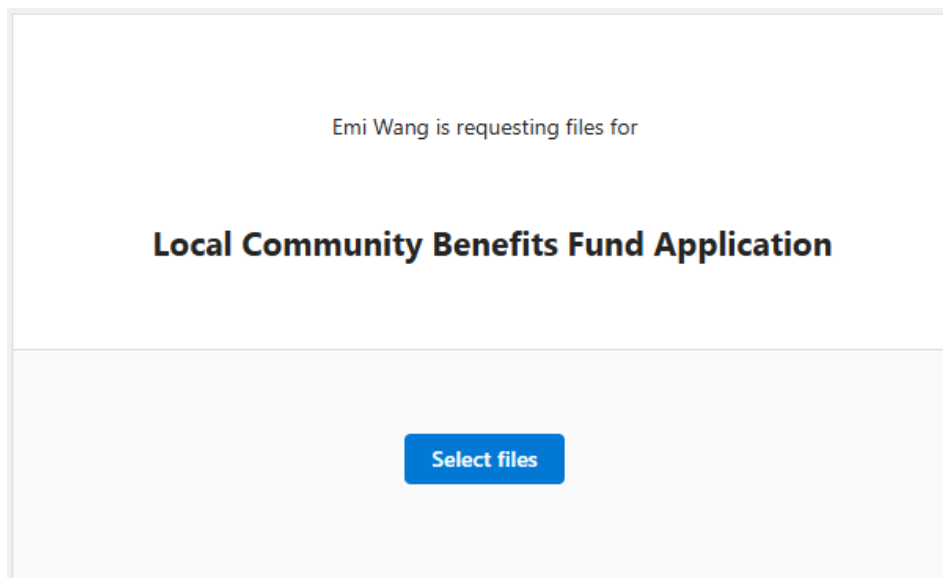 Emi Wang is requesting files for
Local Community Benefits Fund Application
Select files